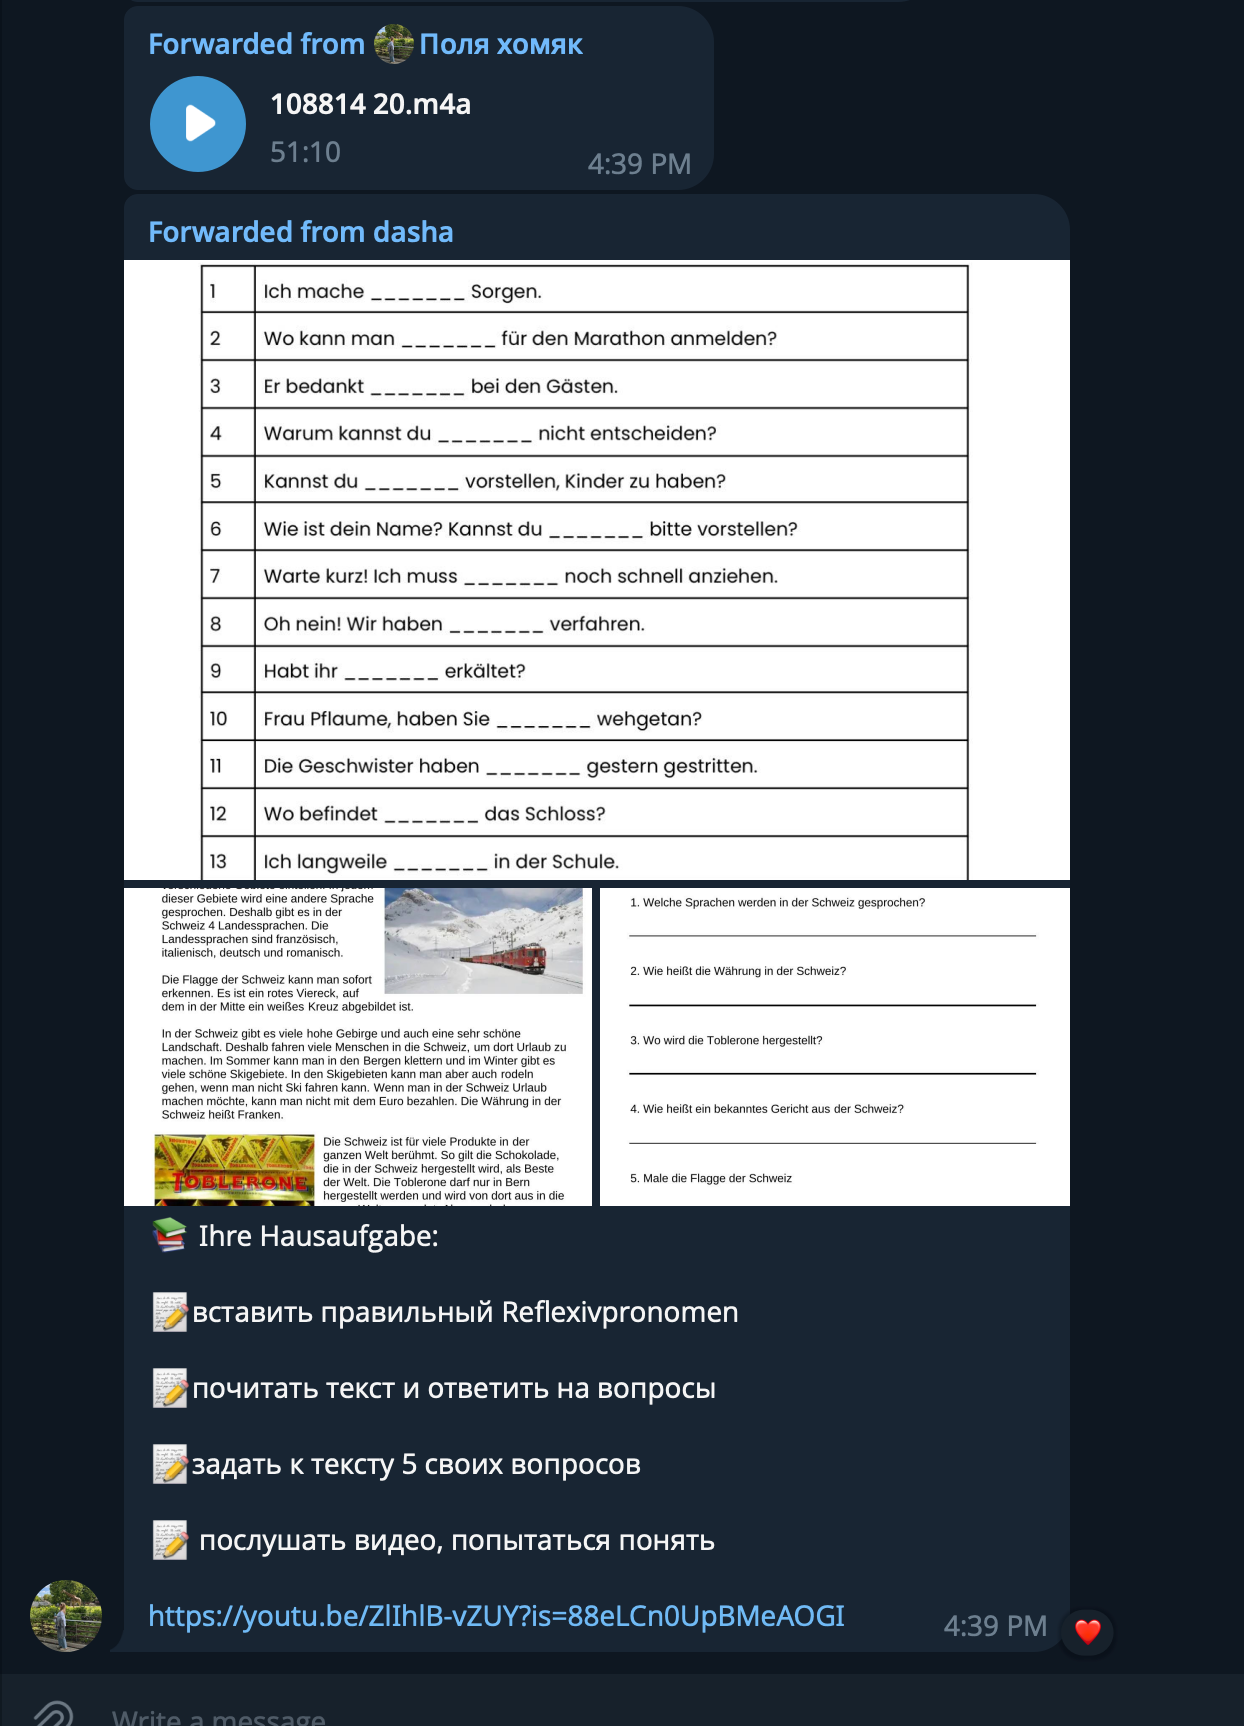 Forwarded from Поля хомяк
108814 20.m4a
51:10
4:39 PM
Forwarded from dasha
1 Ich mache _______ Sorgen.
2 Wo kann man _______ für den Marathon anmelden?
3 Er bedankt _______ bei den Gästen.
4 Warum kannst du _______ nicht entscheiden?
5 Kannst du _______ vorstellen, Kinder zu haben?
6 Wie ist dein Name? Kannst du _______ bitte vorstellen?
7 Warte kurz! Ich muss _______ noch schnell anziehen.
8 Oh nein! Wir haben _______ verfahren.
9 Habt ihr _______ erkältet?
10 Frau Pflaume, haben Sie _______ wehgetan?
11 Die Geschwister haben _______ gestern gestritten.
12 Wo befindet _______ das Schloss?
13 Ich langweile _______ in der Schule.
dieser Gebiete wird eine andere Sprache
gesprochen. Deshalb gibt es in der
Schweiz 4 Landessprachen. Die
Landessprachen sind französisch,
italienisch, deutsch und romanisch.
Die Flagge der Schweiz kann man sofort
erkennen. Es ist ein rotes Viereck, auf
dem in der Mitte ein weißes Kreuz abgebildet ist.
In der Schweiz gibt es viele hohe Gebirge und auch eine sehr schöne
Landschaft. Deshalb fahren viele Menschen in die Schweiz, um dort Urlaub zu
machen. Im Sommer kann man in den Bergen klettern und im Winter gibt es
viele schöne Skigebiete. In den Skigebieten kann man aber auch rodeln
gehen, wenn man nicht Ski fahren kann. Wenn man in der Schweiz Urlaub
machen möchte, kann man nicht mit dem Euro bezahlen. Die Währung in der
Schweiz heißt Franken.
TOBLERONE
Die Schweiz ist für viele Produkte in der
ganzen Welt berühmt. So gilt die Schokolade,
die in der Schweiz hergestellt wird, als Beste
der Welt. Die Toblerone darf nur in Bern
hergestellt werden und wird von dort aus in die
1. Welche Sprachen werden in der Schweiz gesprochen?
2. Wie heißt die Währung in der Schweiz?
3. Wo wird die Toblerone hergestellt?
4. Wie heißt ein bekanntes Gericht aus der Schweiz?
5. Male die Flagge der Schweiz
📚 Ihre Hausaufgabe:
📝вставить правильный Reflexivpronomen
📝почитать текст и ответить на вопросы
📝задать к тексту 5 своих вопросов
📝 послушать видео, попытаться понять
https://youtu.be/ZlIhlB-vZUY?is=88eLCn0UpBMeAOGI
4:39 PM
Write a message